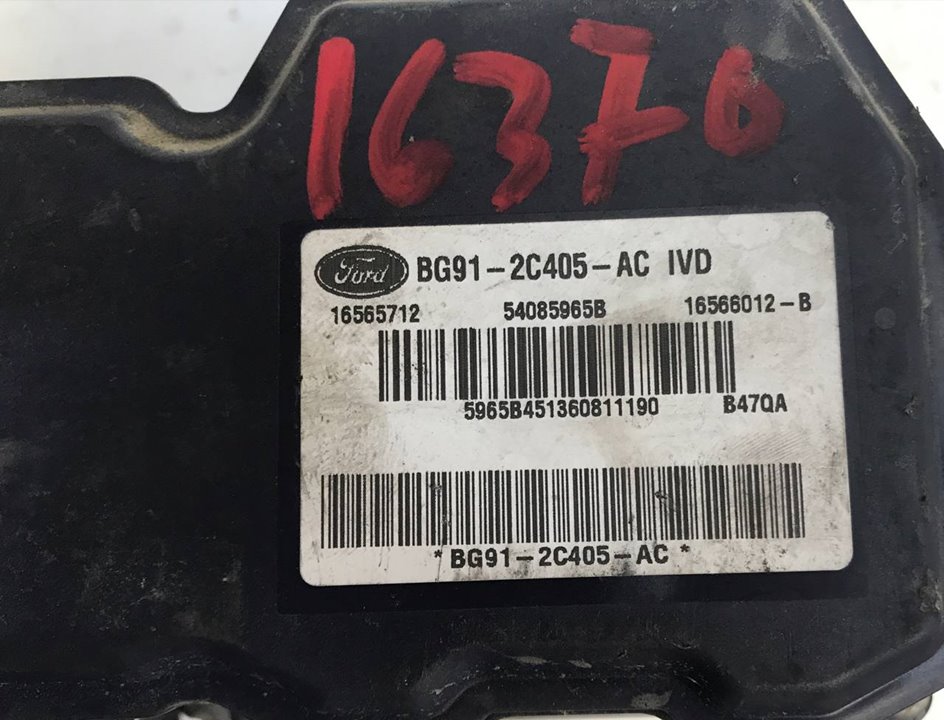 16370
Ford BG91-2C405-AC IVD
16565712 54085965B 16566012-B
5965B451360811190 B47QA
*BG91-2C405-AC*